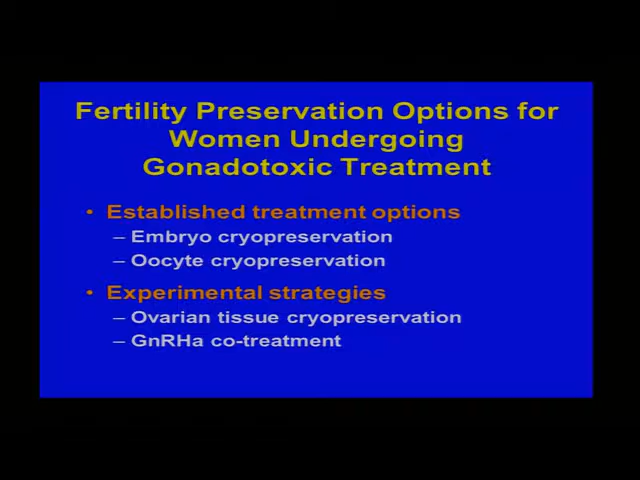 Fertility Preservation Options for
Women Undergoing
Gonadotoxic Treatment
• Established treatment options
– Embryo cryopreservation
– Oocyte cryopreservation
• Experimental strategies
– Ovarian tissue cryopreservation
– GnRHa co-treatment